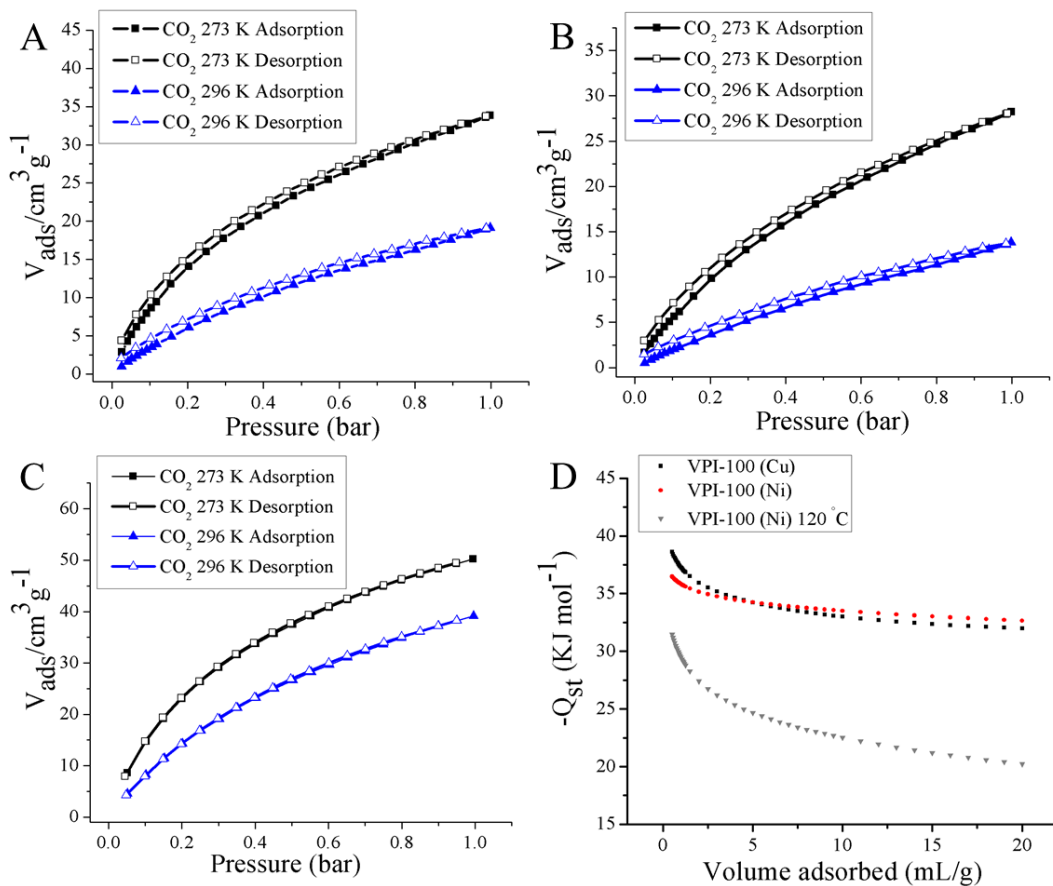 A
CO₂ 273 K Adsorption
CO₂ 273 K Desorption
CO₂ 296 K Adsorption
CO₂ 296 K Desorption
V_ads/cm³g⁻¹
45
40
35
30
25
20
15
10
5
0
0.0 0.2 0.4 0.6 0.8 1.0
Pressure (bar)
B
CO₂ 273 K Adsorption
CO₂ 273 K Desorption
CO₂ 296 K Adsorption
CO₂ 296 K Desorption
V_ads/cm³g⁻¹
35
30
25
20
15
10
5
0
0.0 0.2 0.4 0.6 0.8 1.0
Pressure (bar)
C
CO₂ 273 K Adsorption
CO₂ 273 K Desorption
CO₂ 296 K Adsorption
CO₂ 296 K Desorption
V_ads/cm³g⁻¹
60
50
40
30
20
10
0
0.0 0.2 0.4 0.6 0.8 1.0
Pressure (bar)
D
VPI-100 (Cu)
VPI-100 (Ni)
VPI-100 (Ni) 120 °C
-Q_st (KJ mol⁻¹)
45
40
35
30
25
20
15
0 5 10 15 20
Volume adsorbed (mL/g)